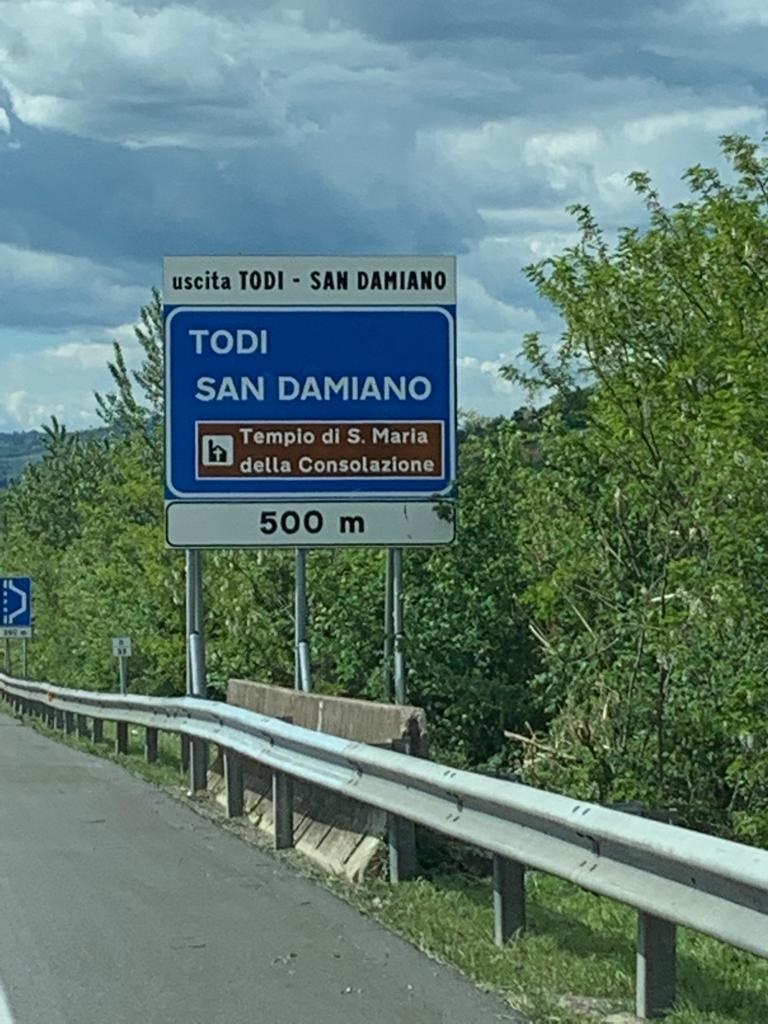 uscita TODI - SAN DAMIANO
TODI
SAN DAMIANO
Tempio di S. Maria
della Consolazione
500 m